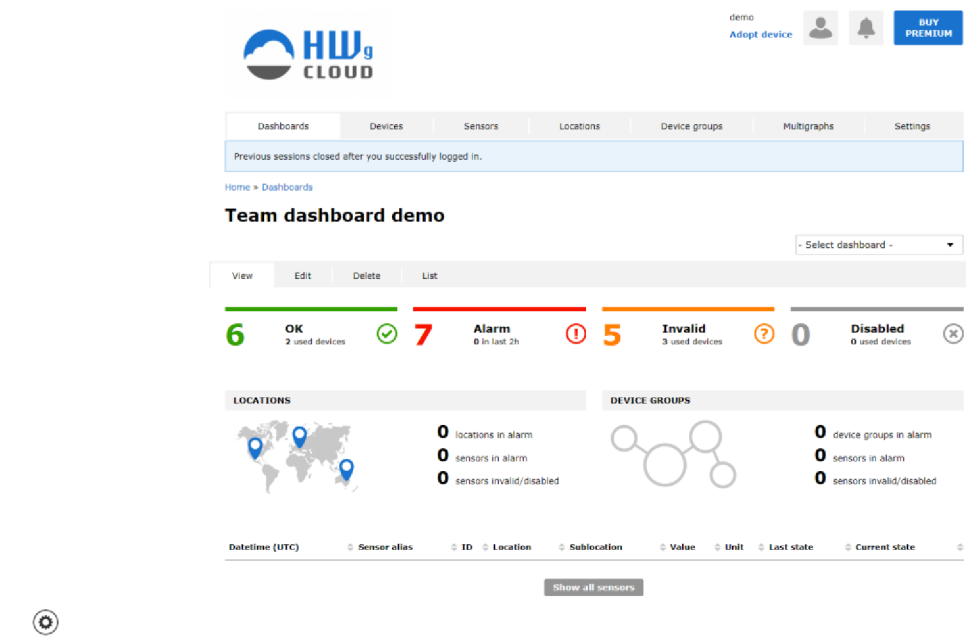 demo
Adopt device
BUY
PREMIUM
HWg
CLOUD
Dashboards Devices Sensors Locations Device groups Multigraphs Settings
Previous sessions closed after you successfully logged in.
Home » Dashboards
Team dashboard demo
- Select dashboard -
View Edit Delete List
6 OK 7 Alarm ! 5 Invalid ? 0 Disabled
2 used devices 0 in last 2h 3 used devices 0 used devices
LOCATIONS DEVICE GROUPS
0 locations in alarm 0 device groups in alarm
0 sensors in alarm 0 sensors in alarm
0 sensors invalid/disabled 0 sensors invalid/disabled
Datetime (UTC) Sensor alias ID Location Sublocation Value Unit Last state Current state
Show all sensors